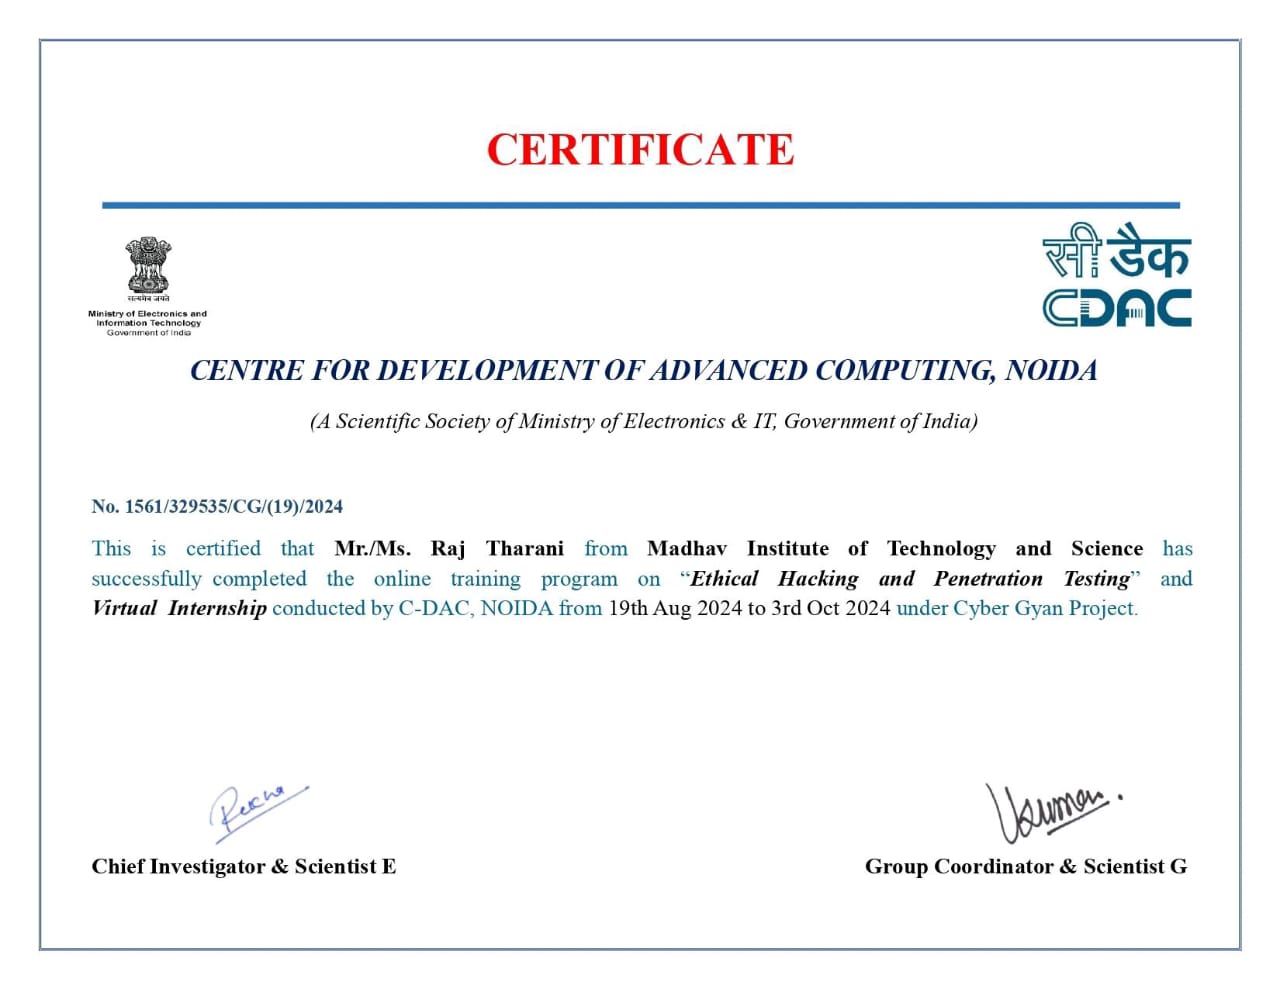 CERTIFICATE
सत्यमेव जयते
Ministry of Electronics and
Information Technology
Government of India
सी डैक
CDAC
CENTRE FOR DEVELOPMENT OF ADVANCED COMPUTING, NOIDA
(A Scientific Society of Ministry of Electronics & IT, Government of India)
No. 1561/329535/CG/(19)/2024
This is certified that Mr./Ms. Raj Tharani from Madhav Institute of Technology and Science has
successfully completed the online training program on “Ethical Hacking and Penetration Testing” and
Virtual Internship conducted by C-DAC, NOIDA from 19th Aug 2024 to 3rd Oct 2024 under Cyber Gyan Project.
Rekha
Chief Investigator & Scientist E
Group Coordinator & Scientist G